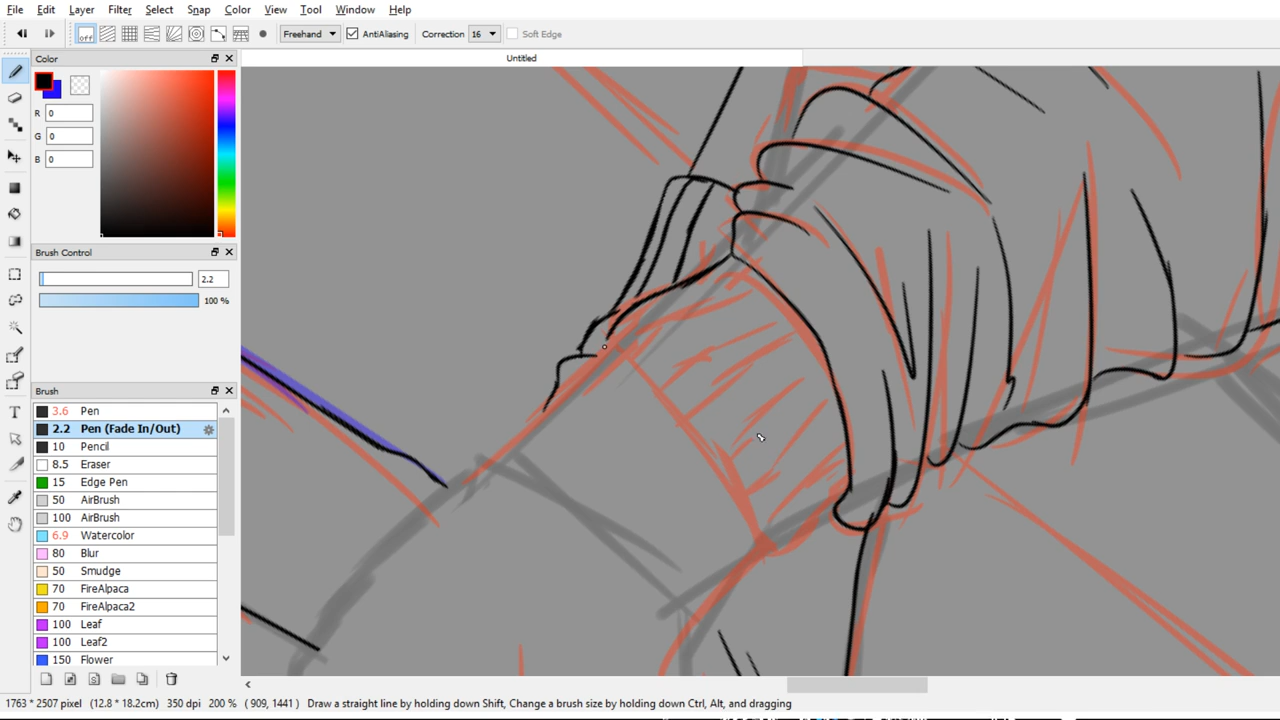 File Edit Layer Filter Select Snap Color View Tool Window Help
off Freehand AntiAliasing Correction 16 Soft Edge
Color
Untitled
R 0
G 0
B 0
Brush Control
2.2
100 %
Brush
3.6 Pen
2.2 Pen (Fade In/Out)
10 Pencil
8.5 Eraser
15 Edge Pen
50 AirBrush
100 AirBrush
6.9 Watercolor
80 Blur
50 Smudge
70 FireAlpaca
70 FireAlpaca2
100 Leaf
100 Leaf2
150 Flower
1763 * 2507 pixel (12.8 * 18.2cm) 350 dpi 200 % ( 909, 1441 ) Draw a straight line by holding down Shift, Change a brush size by holding down Ctrl, Alt, and dragging